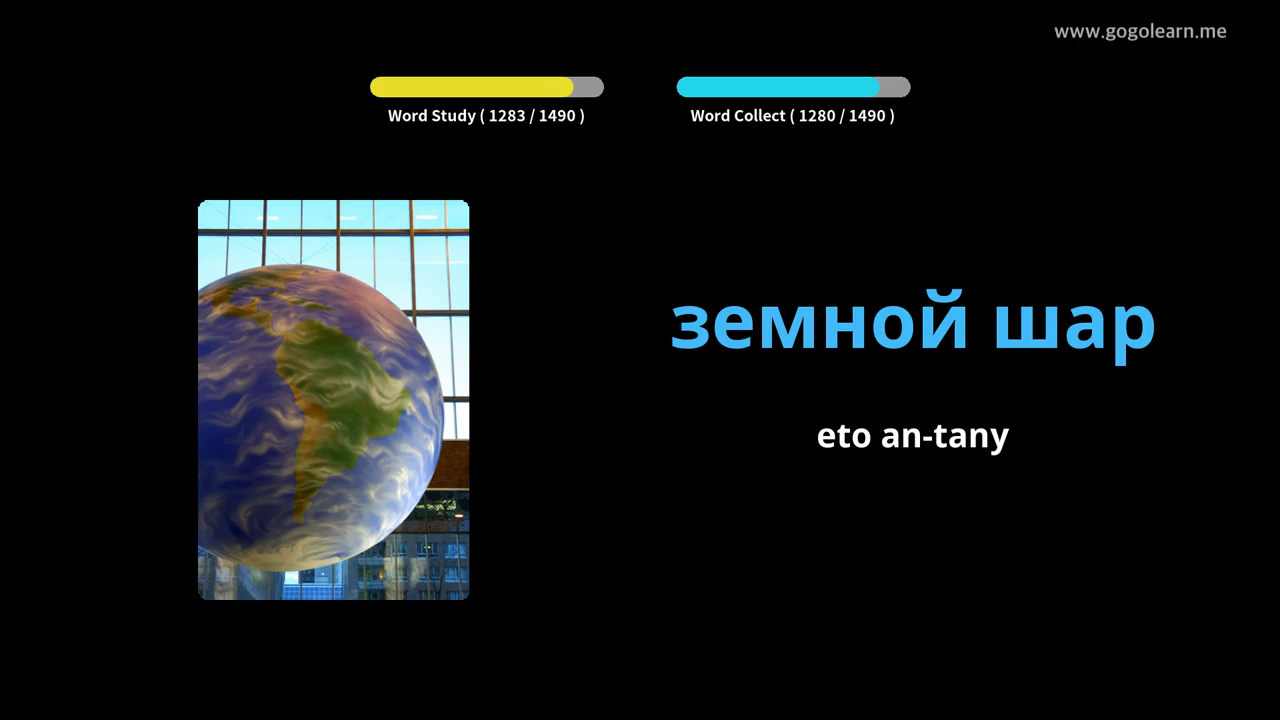 www.gogolearn.me
Word Study ( 1283 / 1490 )
Word Collect ( 1280 / 1490 )
земной шар
eto an-tany